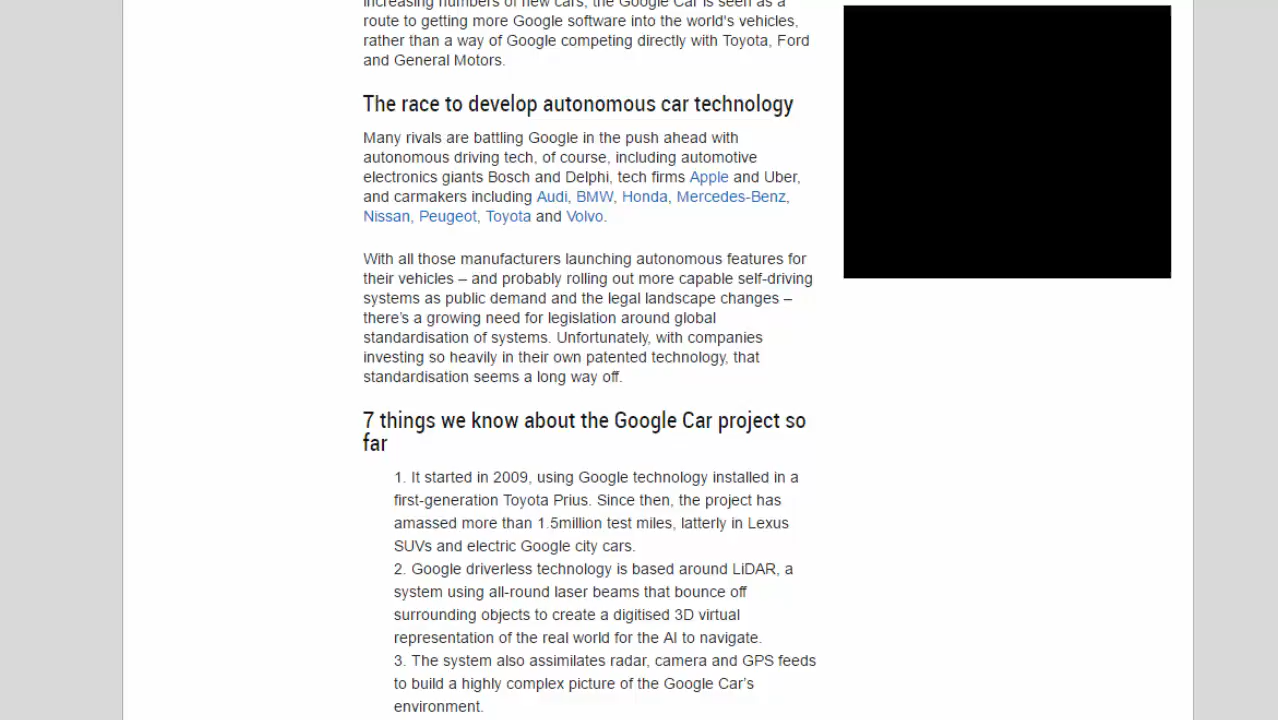 increasing numbers of new cars, the Google Car is seen as a
route to getting more Google software into the world's vehicles,
rather than a way of Google competing directly with Toyota, Ford
and General Motors.
The race to develop autonomous car technology
Many rivals are battling Google in the push ahead with
autonomous driving tech, of course, including automotive
electronics giants Bosch and Delphi, tech firms Apple and Uber,
and carmakers including Audi, BMW, Honda, Mercedes-Benz,
Nissan, Peugeot, Toyota and Volvo.
With all those manufacturers launching autonomous features for
their vehicles – and probably rolling out more capable self-driving
systems as public demand and the legal landscape changes –
there's a growing need for legislation around global
standardisation of systems. Unfortunately, with companies
investing so heavily in their own patented technology, that
standardisation seems a long way off.
7 things we know about the Google Car project so
far
1. It started in 2009, using Google technology installed in a
first-generation Toyota Prius. Since then, the project has
amassed more than 1.5million test miles, latterly in Lexus
SUVs and electric Google city cars.
2. Google driverless technology is based around LiDAR, a
system using all-round laser beams that bounce off
surrounding objects to create a digitised 3D virtual
representation of the real world for the AI to navigate.
3. The system also assimilates radar, camera and GPS feeds
to build a highly complex picture of the Google Car's
environment.